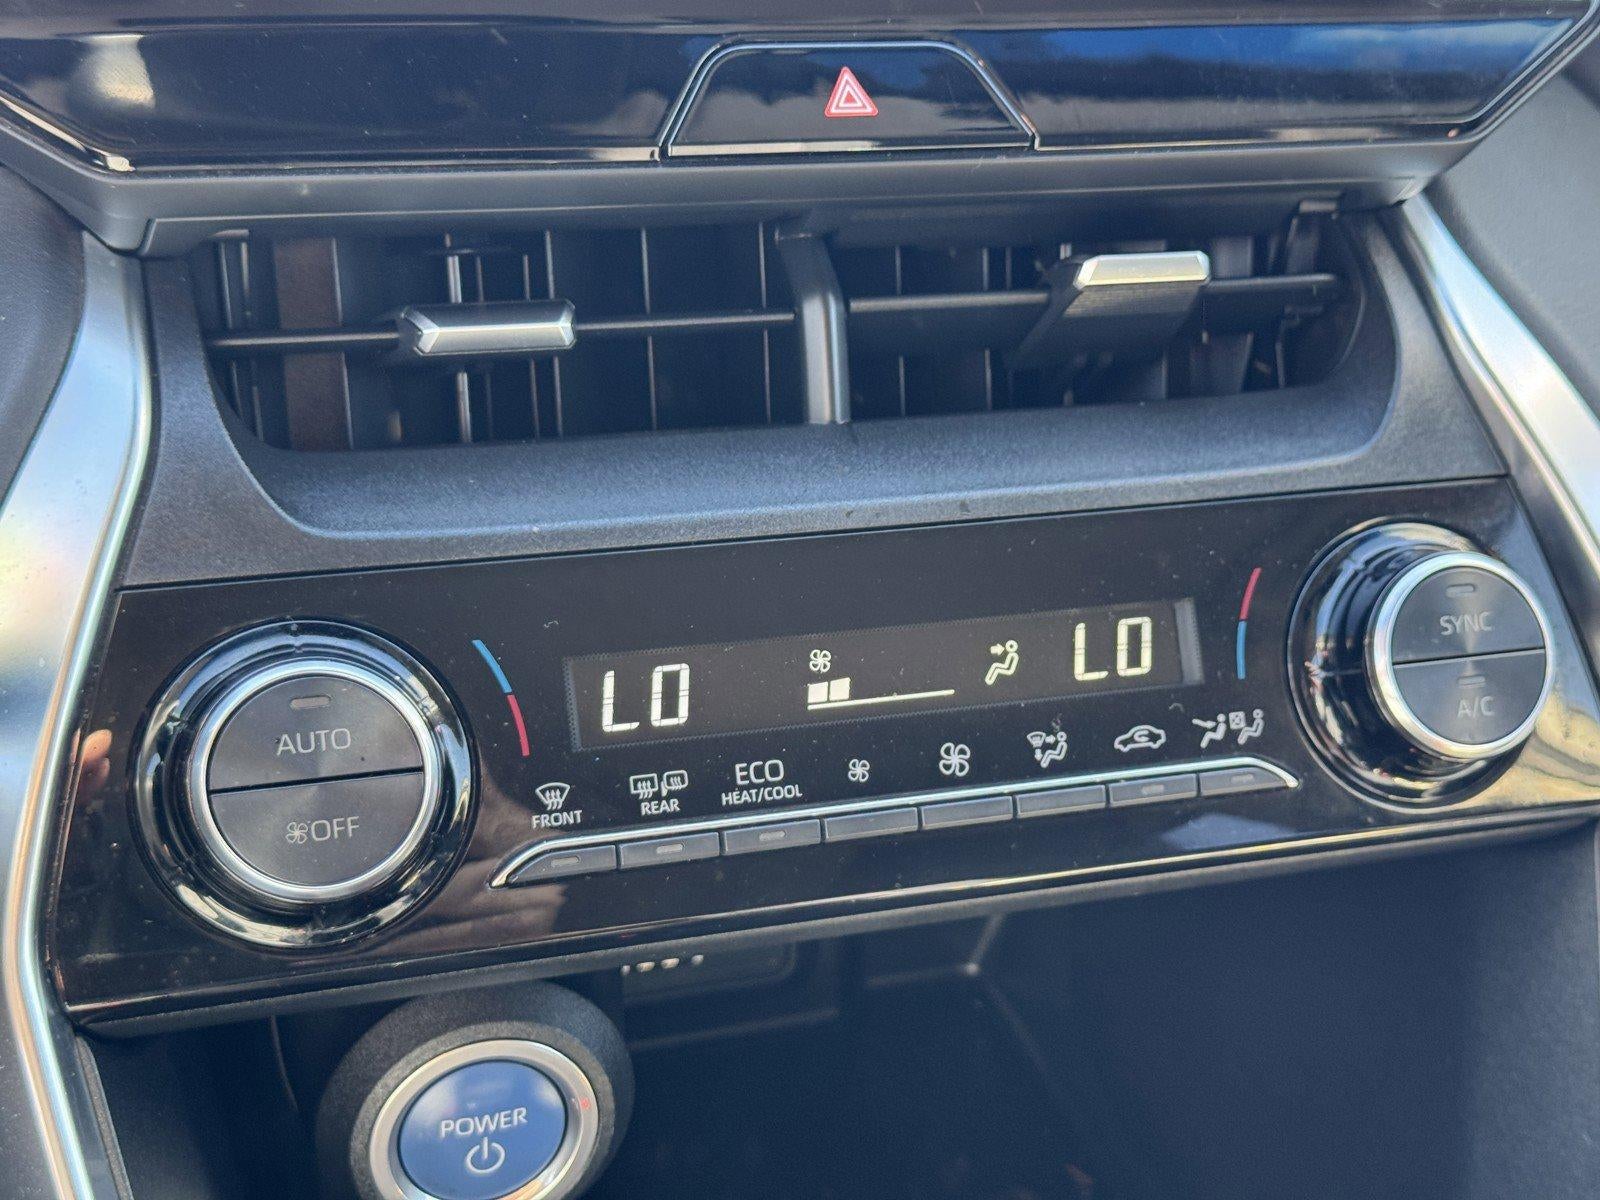 LO
LO
SYNC
A/C
AUTO
OFF
FRONT
REAR
ECO
HEAT/COOL
POWER